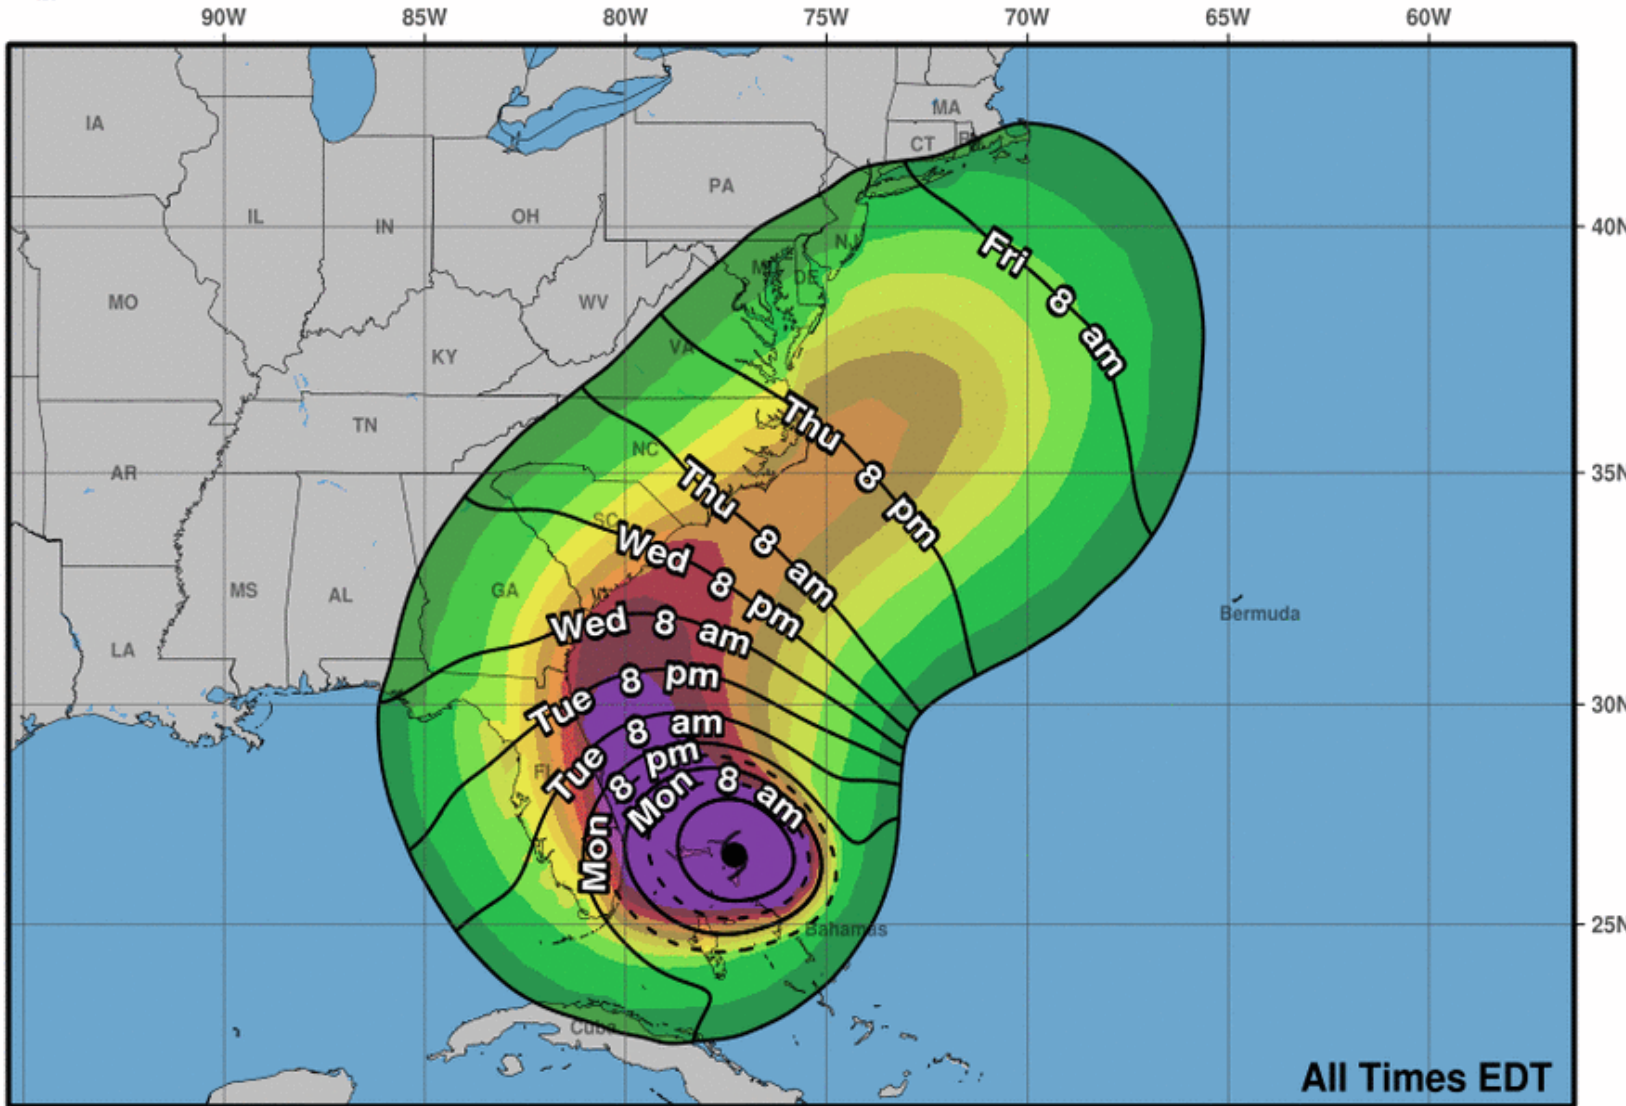 90W 85W 80W 75W 70W 65W 60W
MA
IA
CT
PA
IL
OH
IN
40N
NJ
Fri 8 am
DE
MO
WV
VA
KY
Thu 8 pm
TN
NC
AR
35N
Thu 8 am
SC
Wed 8 pm
MS
AL
GA
Bermuda
Wed 8 am
LA
Tue 8 pm
30N
Tue 8 am
FL
Mon 8 pm
Mon 8 am
25N
Bahamas
Cuba
All Times EDT